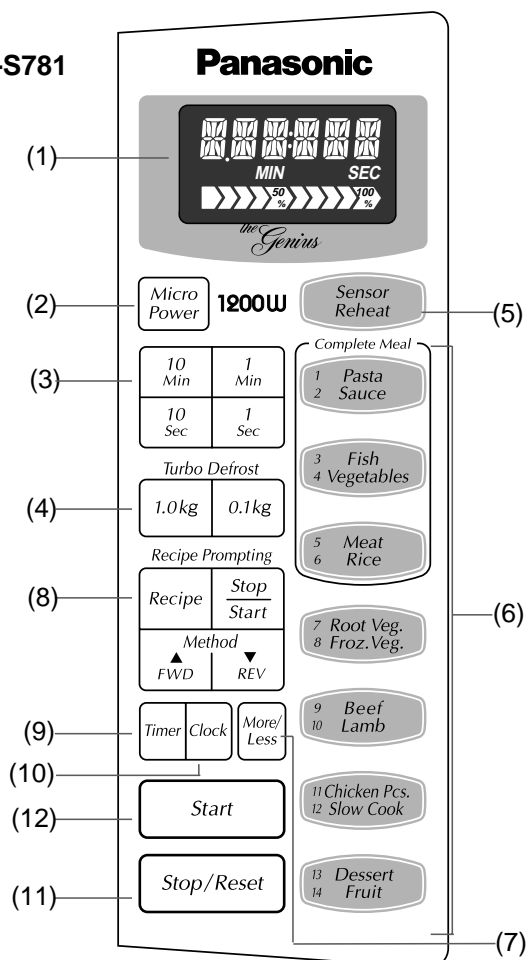 -S781
Panasonic
(1)
MIN SEC
50 % 100 %
the Genius
(2)
Micro Power
1200W
Sensor Reheat
(5)
(3)
10 Min
1 Min
10 Sec
1 Sec
Complete Meal
1 Pasta
2 Sauce
3 Fish
4 Vegetables
5 Meat
6 Rice
Turbo Defrost
(4)
1.0kg
0.1kg
Recipe Prompting
(8)
Recipe
Stop
Start
Method
▲ ▼
FWD REV
(6)
7 Root Veg.
8 Froz.Veg.
9 Beef
10 Lamb
11 Chicken Pcs.
12 Slow Cook
13 Dessert
14 Fruit
(9)
Timer
Clock
More/
Less
(10)
(12)
Start
(11)
Stop/Reset
(7)